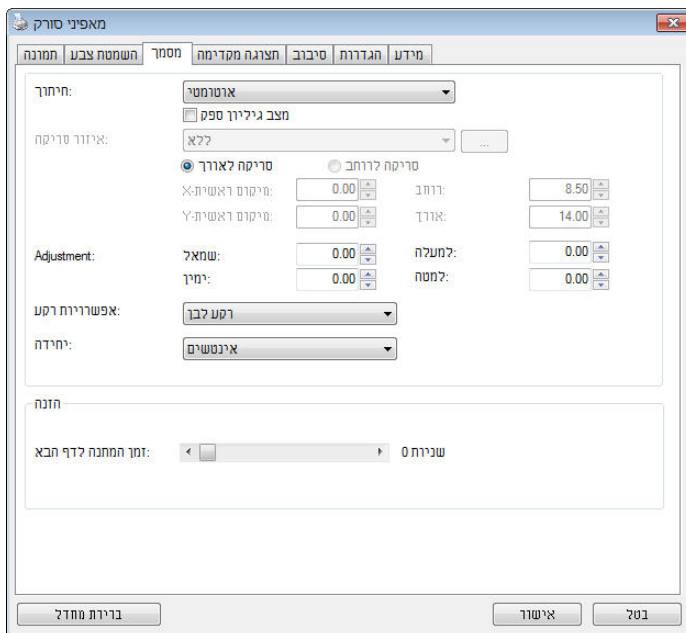 מאפיני סורק
תמונה השמטת צבע מסמך תצוגה מקדימה סיבוב הגדרות מידע
חיתוך: אוטומטי
מצב גיליון ספק
איזור סריקה: ללא ...
סריקה לאורך סריקה לרוחב
מיקום ראשית-X: 0.00 רוחב: 8.50
מיקום ראשית-Y: 0.00 אורך: 14.00
Adjustment: שמאל: 0.00 למעלה: 0.00
ימין: 0.00 למטה: 0.00
אפשרויות רקע: רקע לבן
יחידה: אינטשים
הזנה
זמן המתנה לדף הבא: 0 שניות
ברירת מחדל אישור בטל